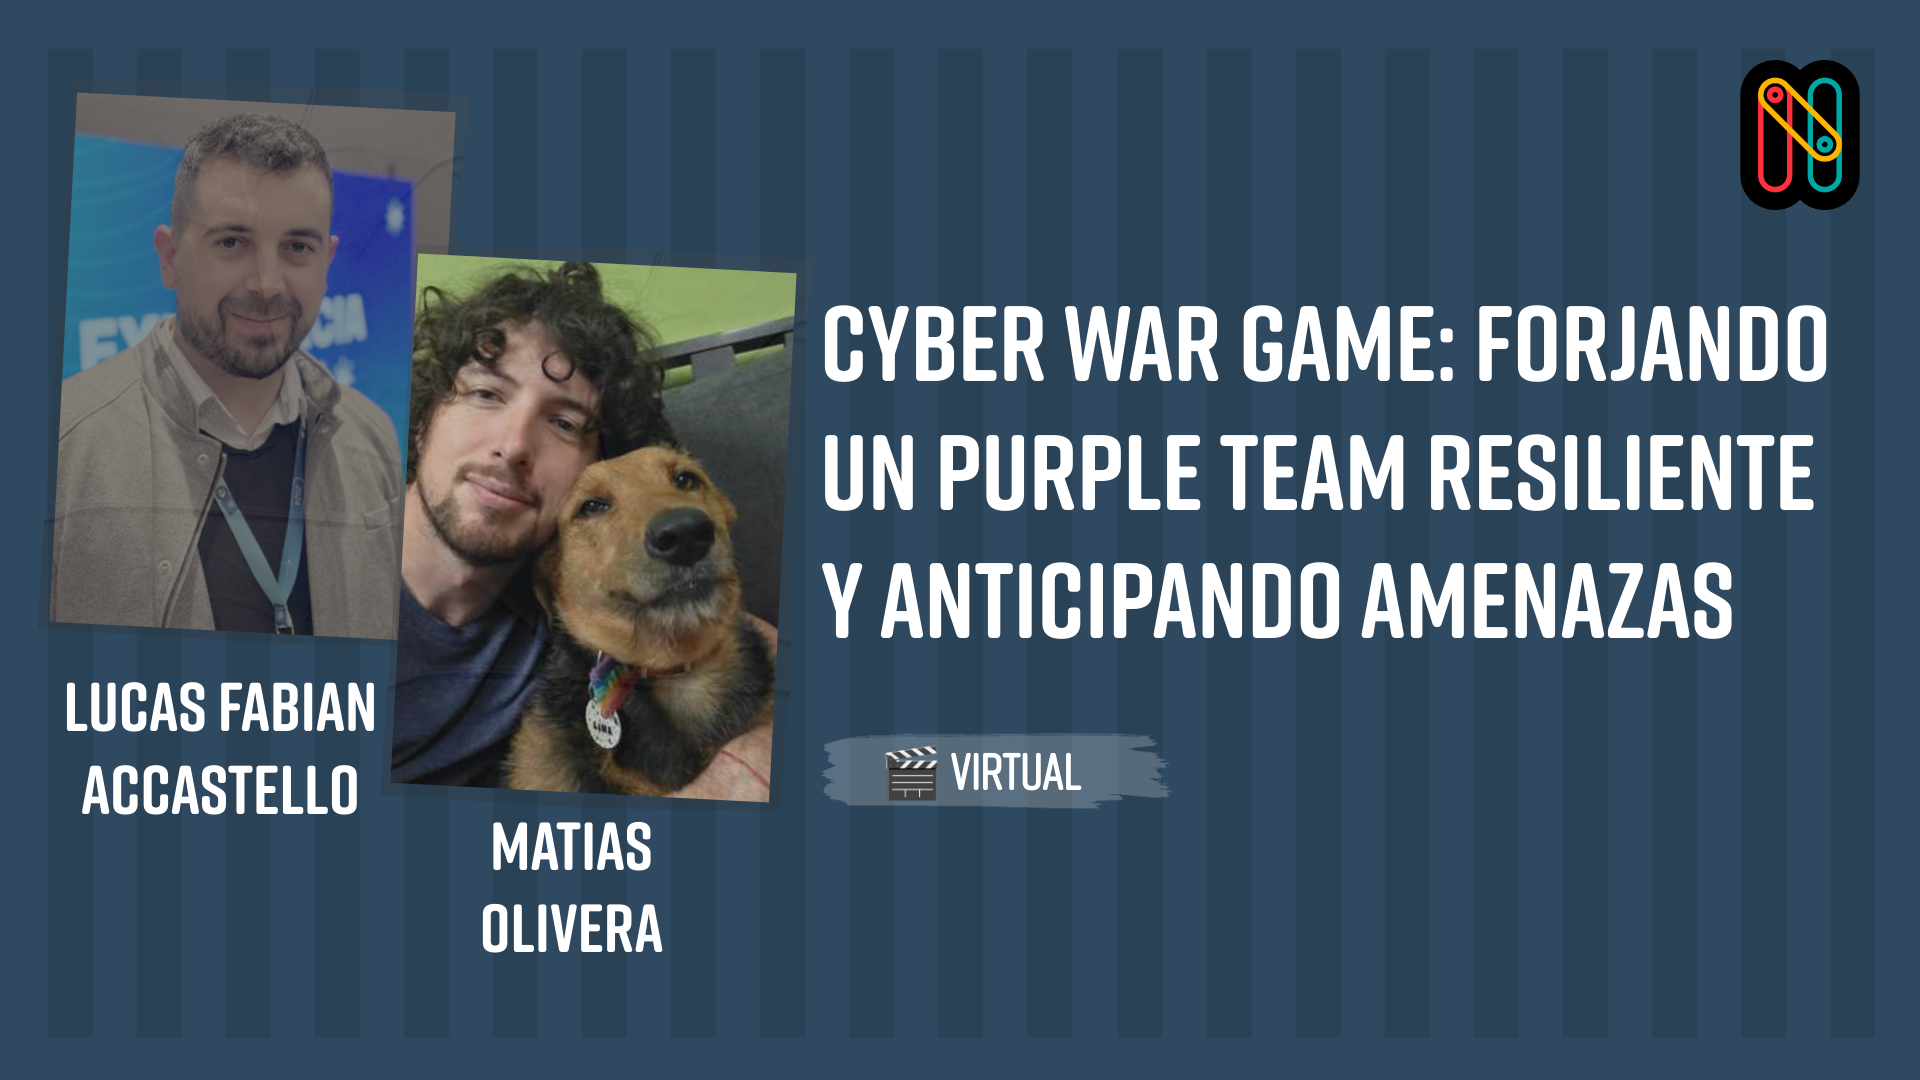 CYBER WAR GAME: FORJANDO
UN PURPLE TEAM RESILIENTE
Y ANTICIPANDO AMENAZAS
VIRTUAL
LUCAS FABIAN
ACCASTELLO
MATIAS
OLIVERA